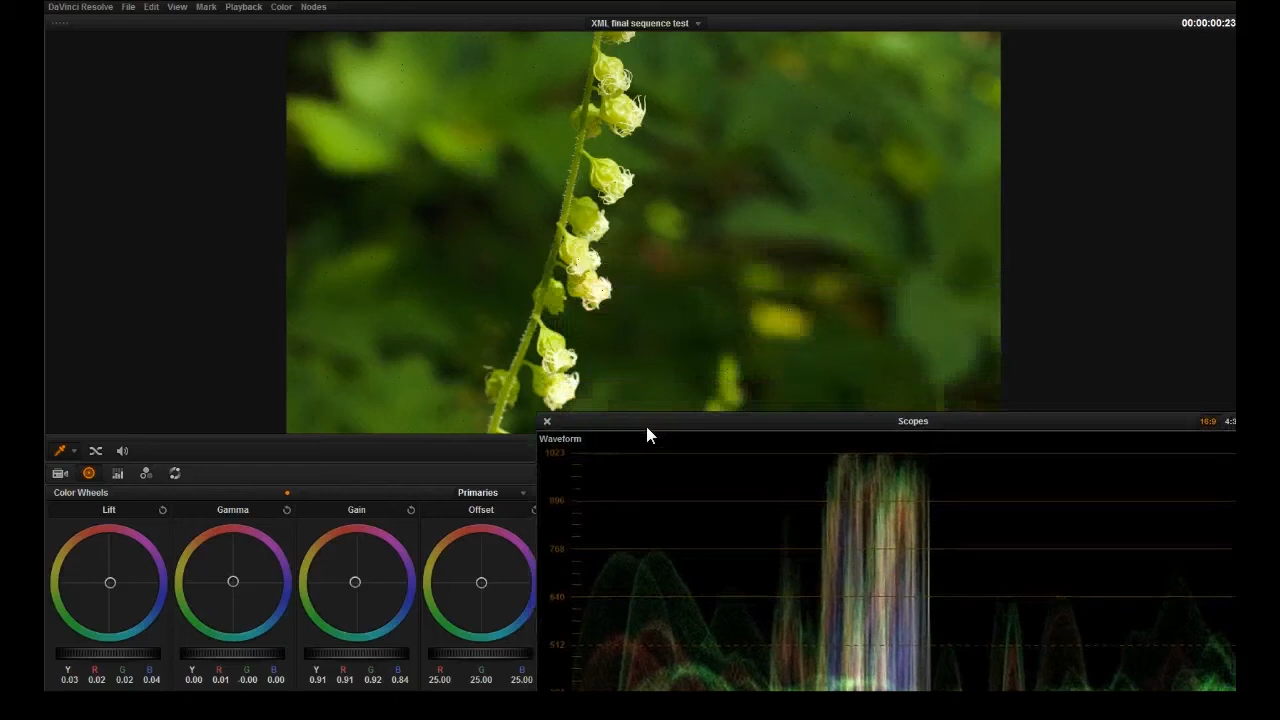 DaVinci Resolve File Edit View Mark Playback Color Nodes
XML final sequence test 00:00:00:23
Scopes 16:9
Waveform
1023
896
768
640
512
Color Wheels Primaries
Lift Gamma Gain Offset
Y R G B Y R G B Y R G B R G B
0.03 0.02 0.02 0.04 0.00 0.01 -0.00 0.00 0.91 0.91 0.92 0.84 25.00 25.00 25.00